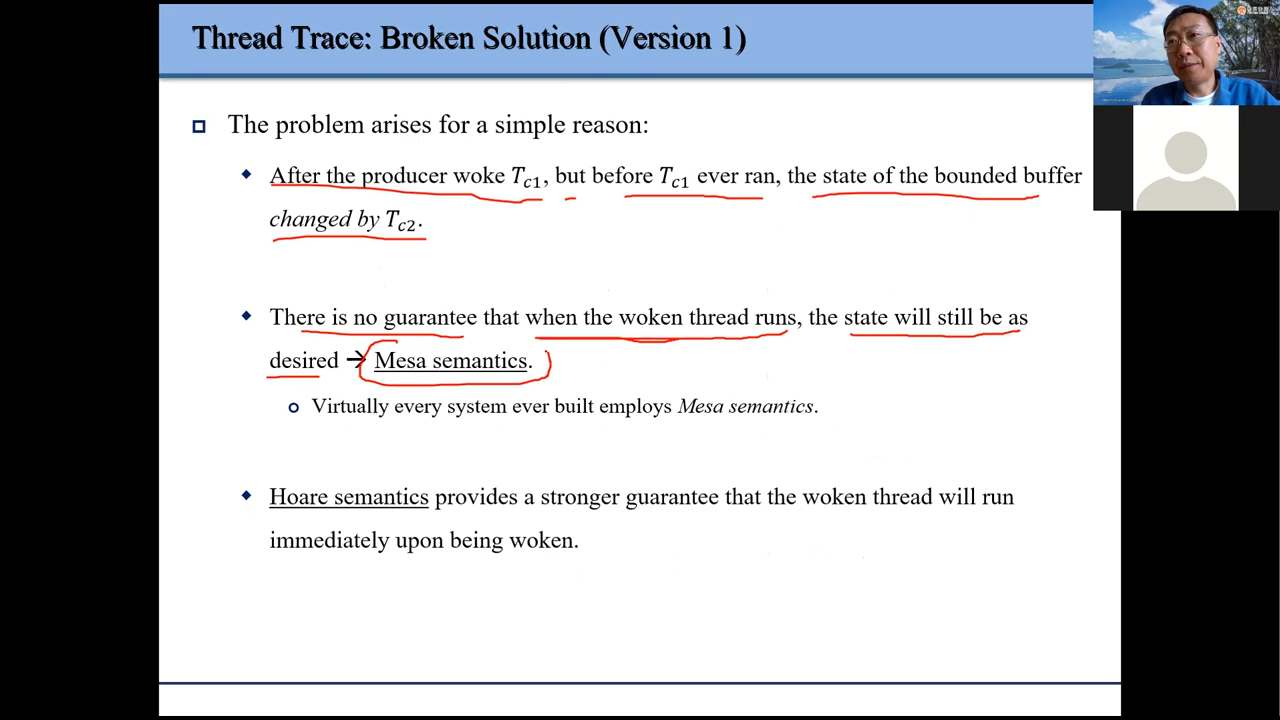 Thread Trace: Broken Solution (Version 1)
The problem arises for a simple reason:
After the producer woke T_c1, but before T_c1 ever ran, the state of the bounded buffer
changed by T_c2.
There is no guarantee that when the woken thread runs, the state will still be as
desired → Mesa semantics.
Virtually every system ever built employs Mesa semantics.
Hoare semantics provides a stronger guarantee that the woken thread will run
immediately upon being woken.